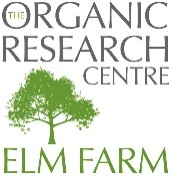 THE ORGANIC
RESEARCH
CENTRE
ELM FARM